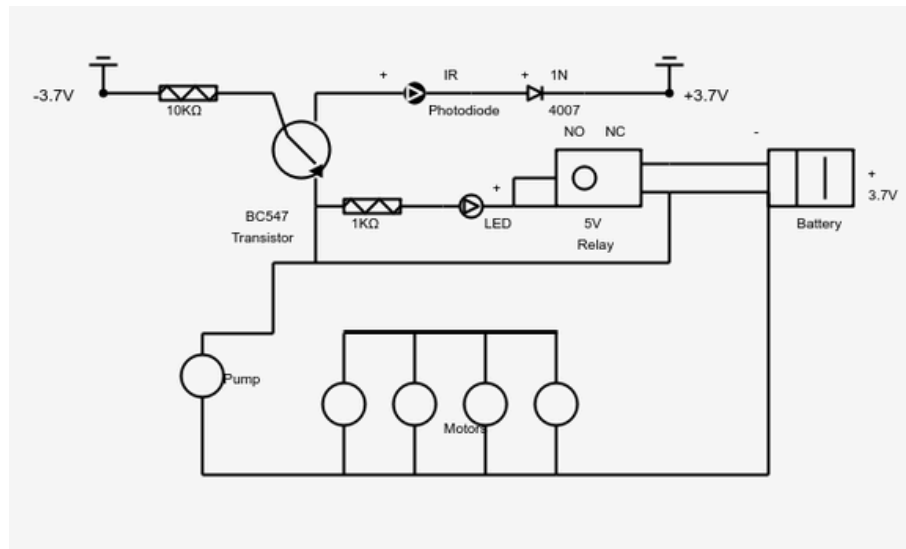 + IR + 1N
-3.7V +3.7V
10KΩ Photodiode 4007
NO NC -
+
3.7V
BC547
Transistor
1KΩ
+
LED
5V
Relay
Battery
Pump
Motors